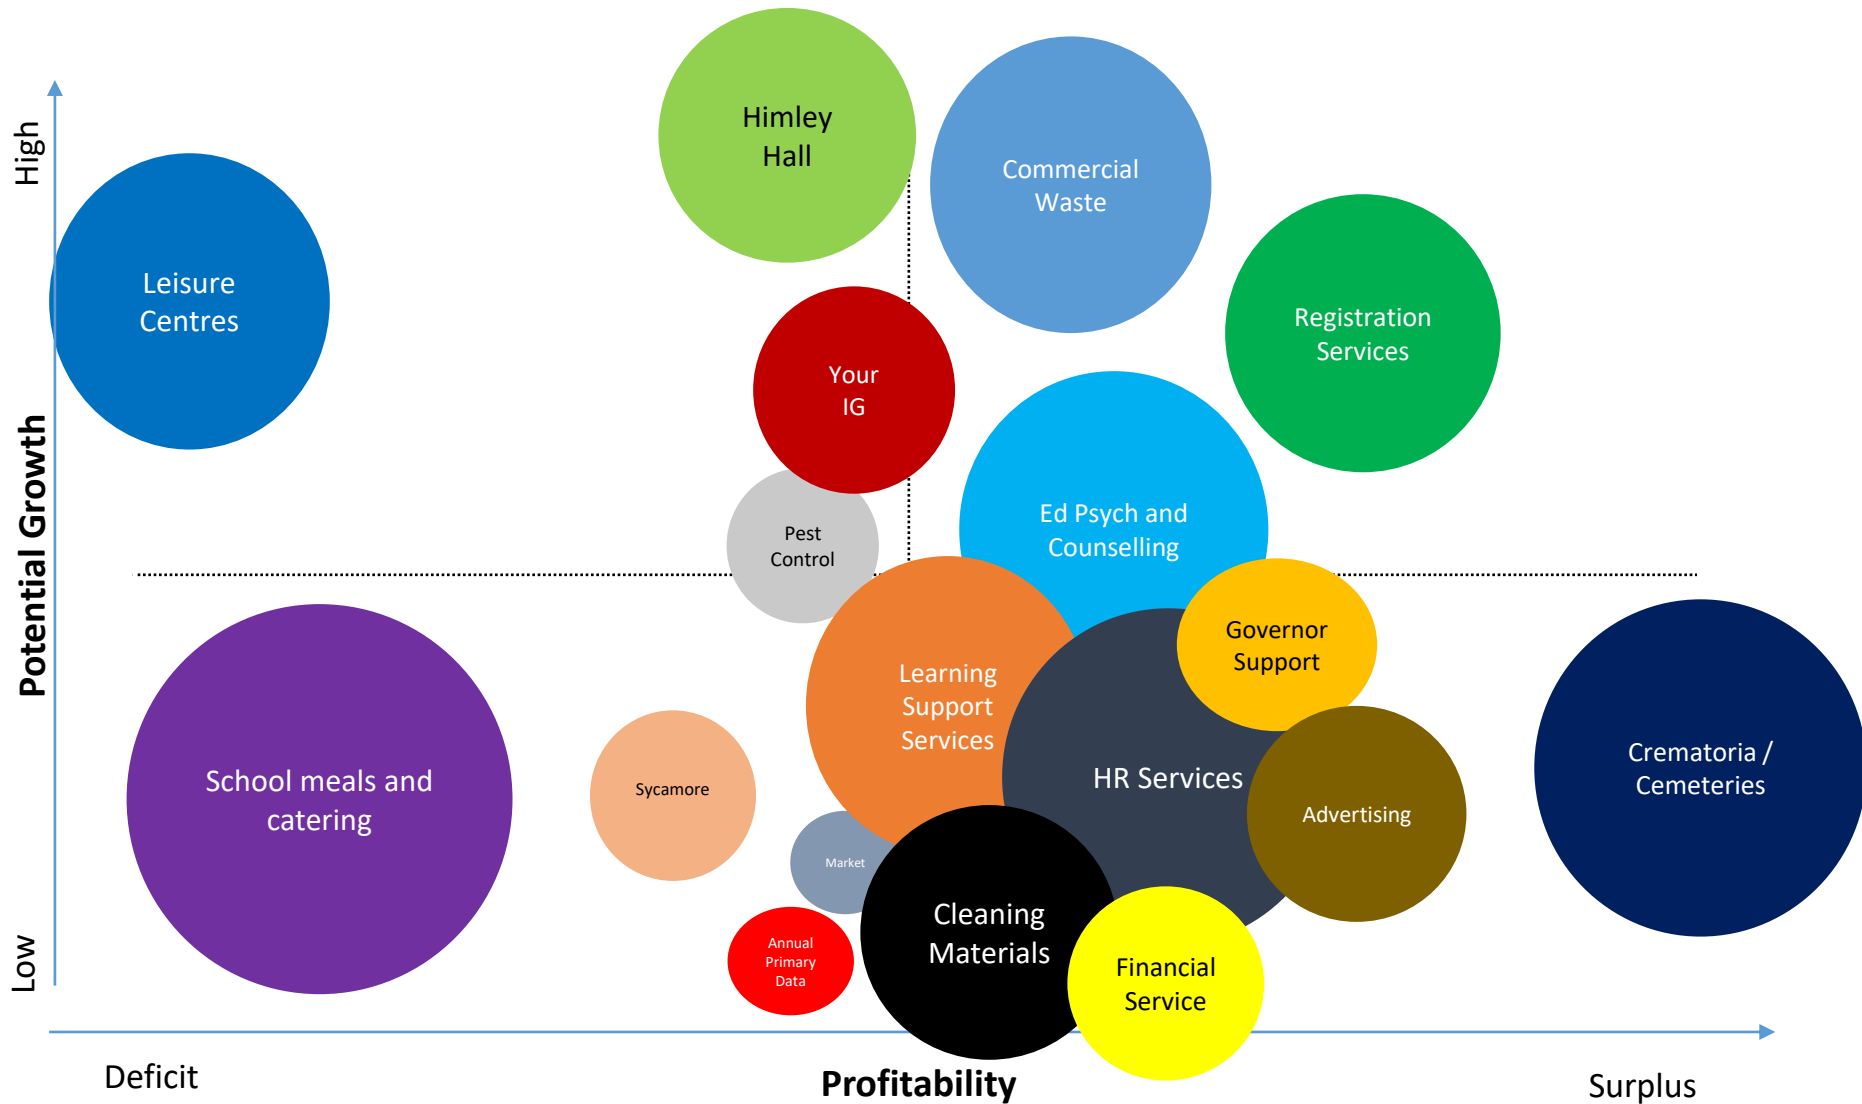 High
Himley
Hall
Commercial
Waste
Leisure
Centres
Registration
Services
Your
IG
Potential Growth
Pest
Control
Ed Psych and
Counselling
Governor
Support
Learning
Support
Services
HR Services
Crematoria /
Cemeteries
School meals and
catering
Sycamore
Advertising
Market
Cleaning
Materials
Annual
Primary
Data
Financial
Service
Low
Deficit
Profitability
Surplus